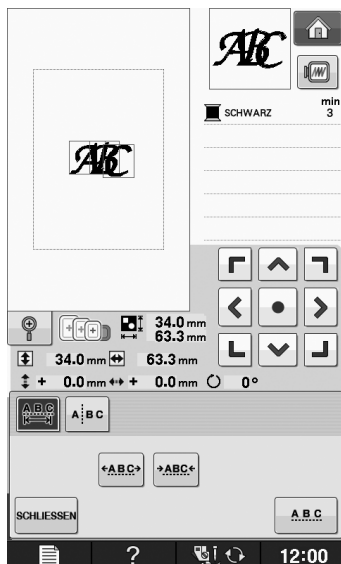 ABC
SCHWARZ
min
3
ABC
34.0 mm
63.3 mm
34.0 mm 63.3 mm
+ 0.0 mm + 0.0 mm 0°
ABC A BC
ABC ABC
SCHLIESSEN ABC
? 12:00